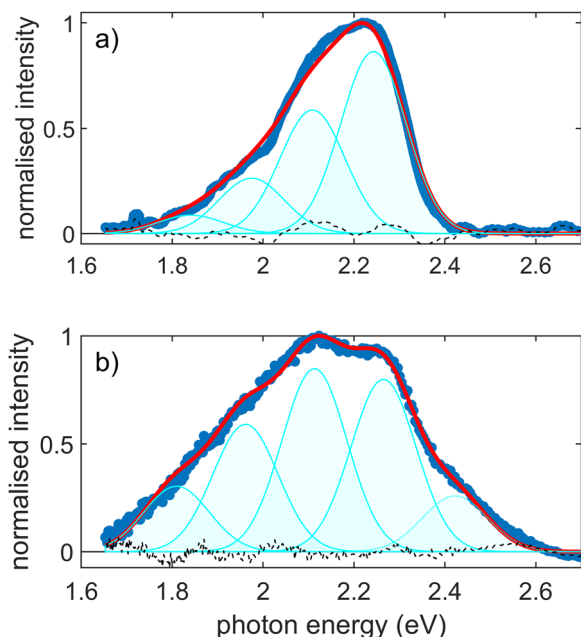 a)
normalised intensity
1
0.5
0
1.6 1.8 2 2.2 2.4 2.6
b)
normalised intensity
1
0.5
0
1.6 1.8 2 2.2 2.4 2.6
photon energy (eV)